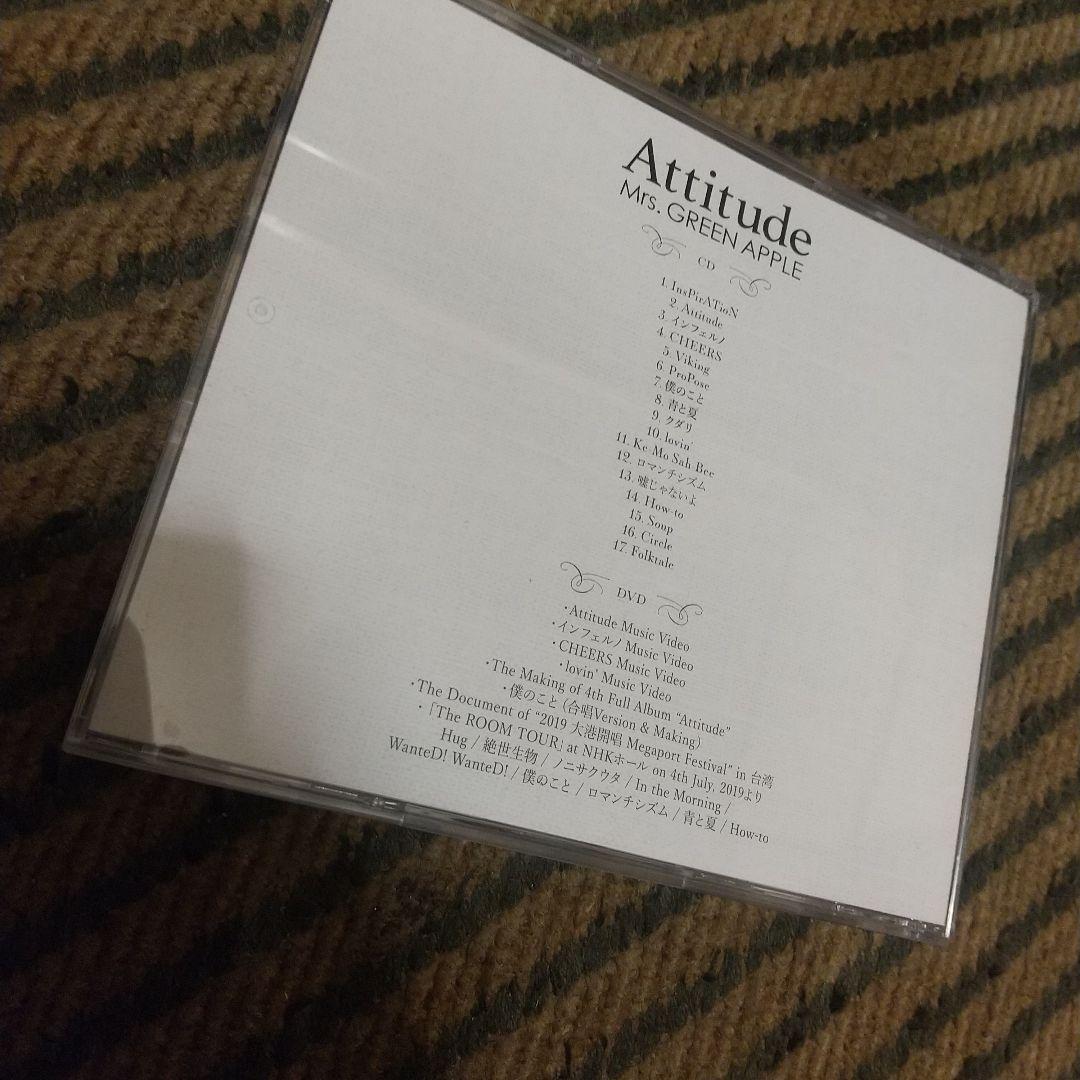 Attitude
Mrs. GREEN APPLE
CD
1. InsPirATioN
2. Attitude
3. インフェルノ
4. CHEERS
5. Viking
6. ProPose
7. 僕のこと
8. 青と夏
9. クダリ
10. lovin'
11. Ke-Mo Sah-Bee
12. ロマンチシズム
13. 嘘じゃないよ
14. How-to
15. Soup
16. Circle
17. Folktale
DVD
・Attitude Music Video
・インフェルノ Music Video
・CHEERS Music Video
・lovin' Music Video
・The Making of 4th Full Album "Attitude"
・僕のこと (合唱Version & Making)
・The Document of "2019 大港開唱 Megaport Festival" in 台湾
・「The ROOM TOUR」 at NHKホール on 4th July, 2019より
Hug / 絶世生物 / ノニサクウタ / In the Morning /
WanteD! WanteD! / 僕のこと / ロマンチシズム / 青と夏 / How-to